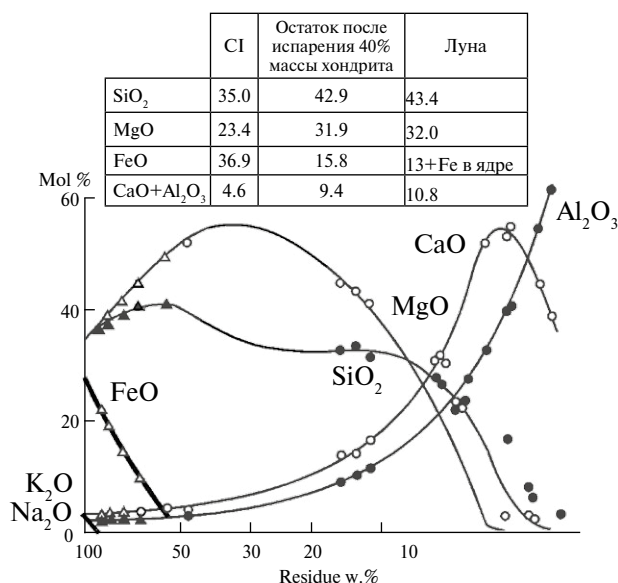 CI
Остаток после
испарения 40%
массы хондрита
Луна
SiO₂ 35.0 42.9 43.4
MgO 23.4 31.9 32.0
FeO 36.9 15.8 13+Fe в ядре
CaO+Al₂O₃ 4.6 9.4 10.8
Mol %
60
40
20
0
Al₂O₃
CaO
MgO
SiO₂
FeO
K₂O
Na₂O
100 50 30 20 10
Residue w.%